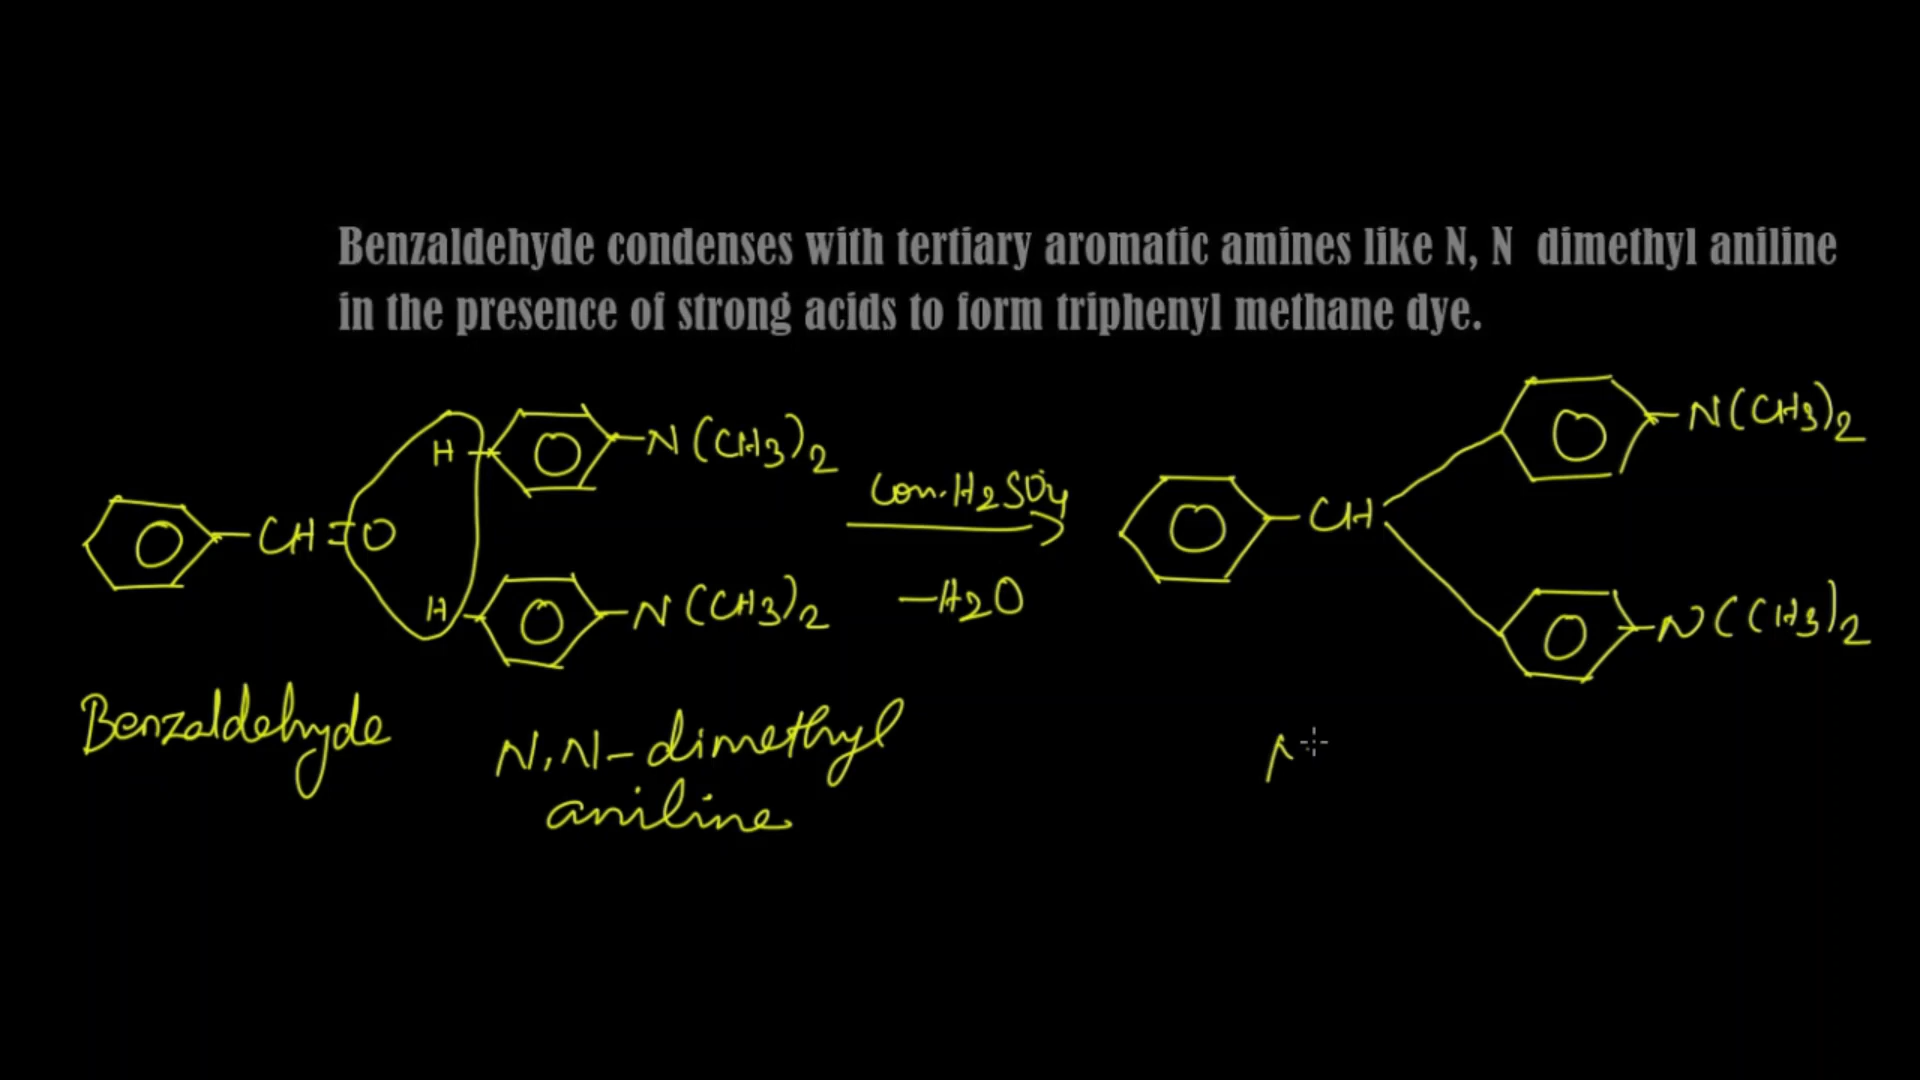 Benzaldehyde condenses with tertiary aromatic amines like N, N dimethyl aniline
in the presence of strong acids to form triphenyl methane dye.
H N(CH3)2
CH=O
H N(CH3)2
Con.H2SO4
-H2O
CH
N(CH3)2
N(CH3)2
Benzaldehyde
N,N-dimethyl
aniline